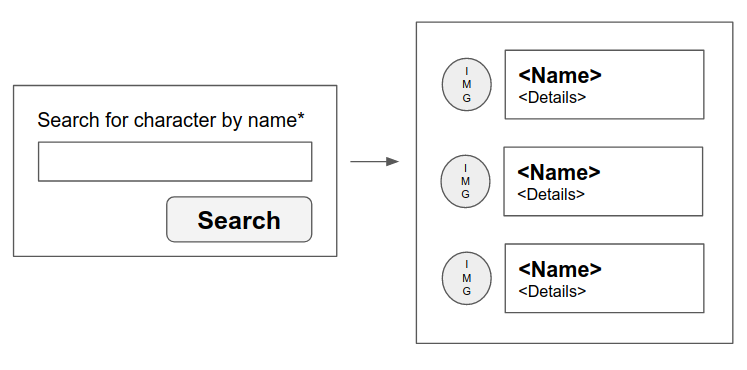 Search for character by name*
Search
I
M
G
<Name>
<Details>
I
M
G
<Name>
<Details>
I
M
G
<Name>
<Details>